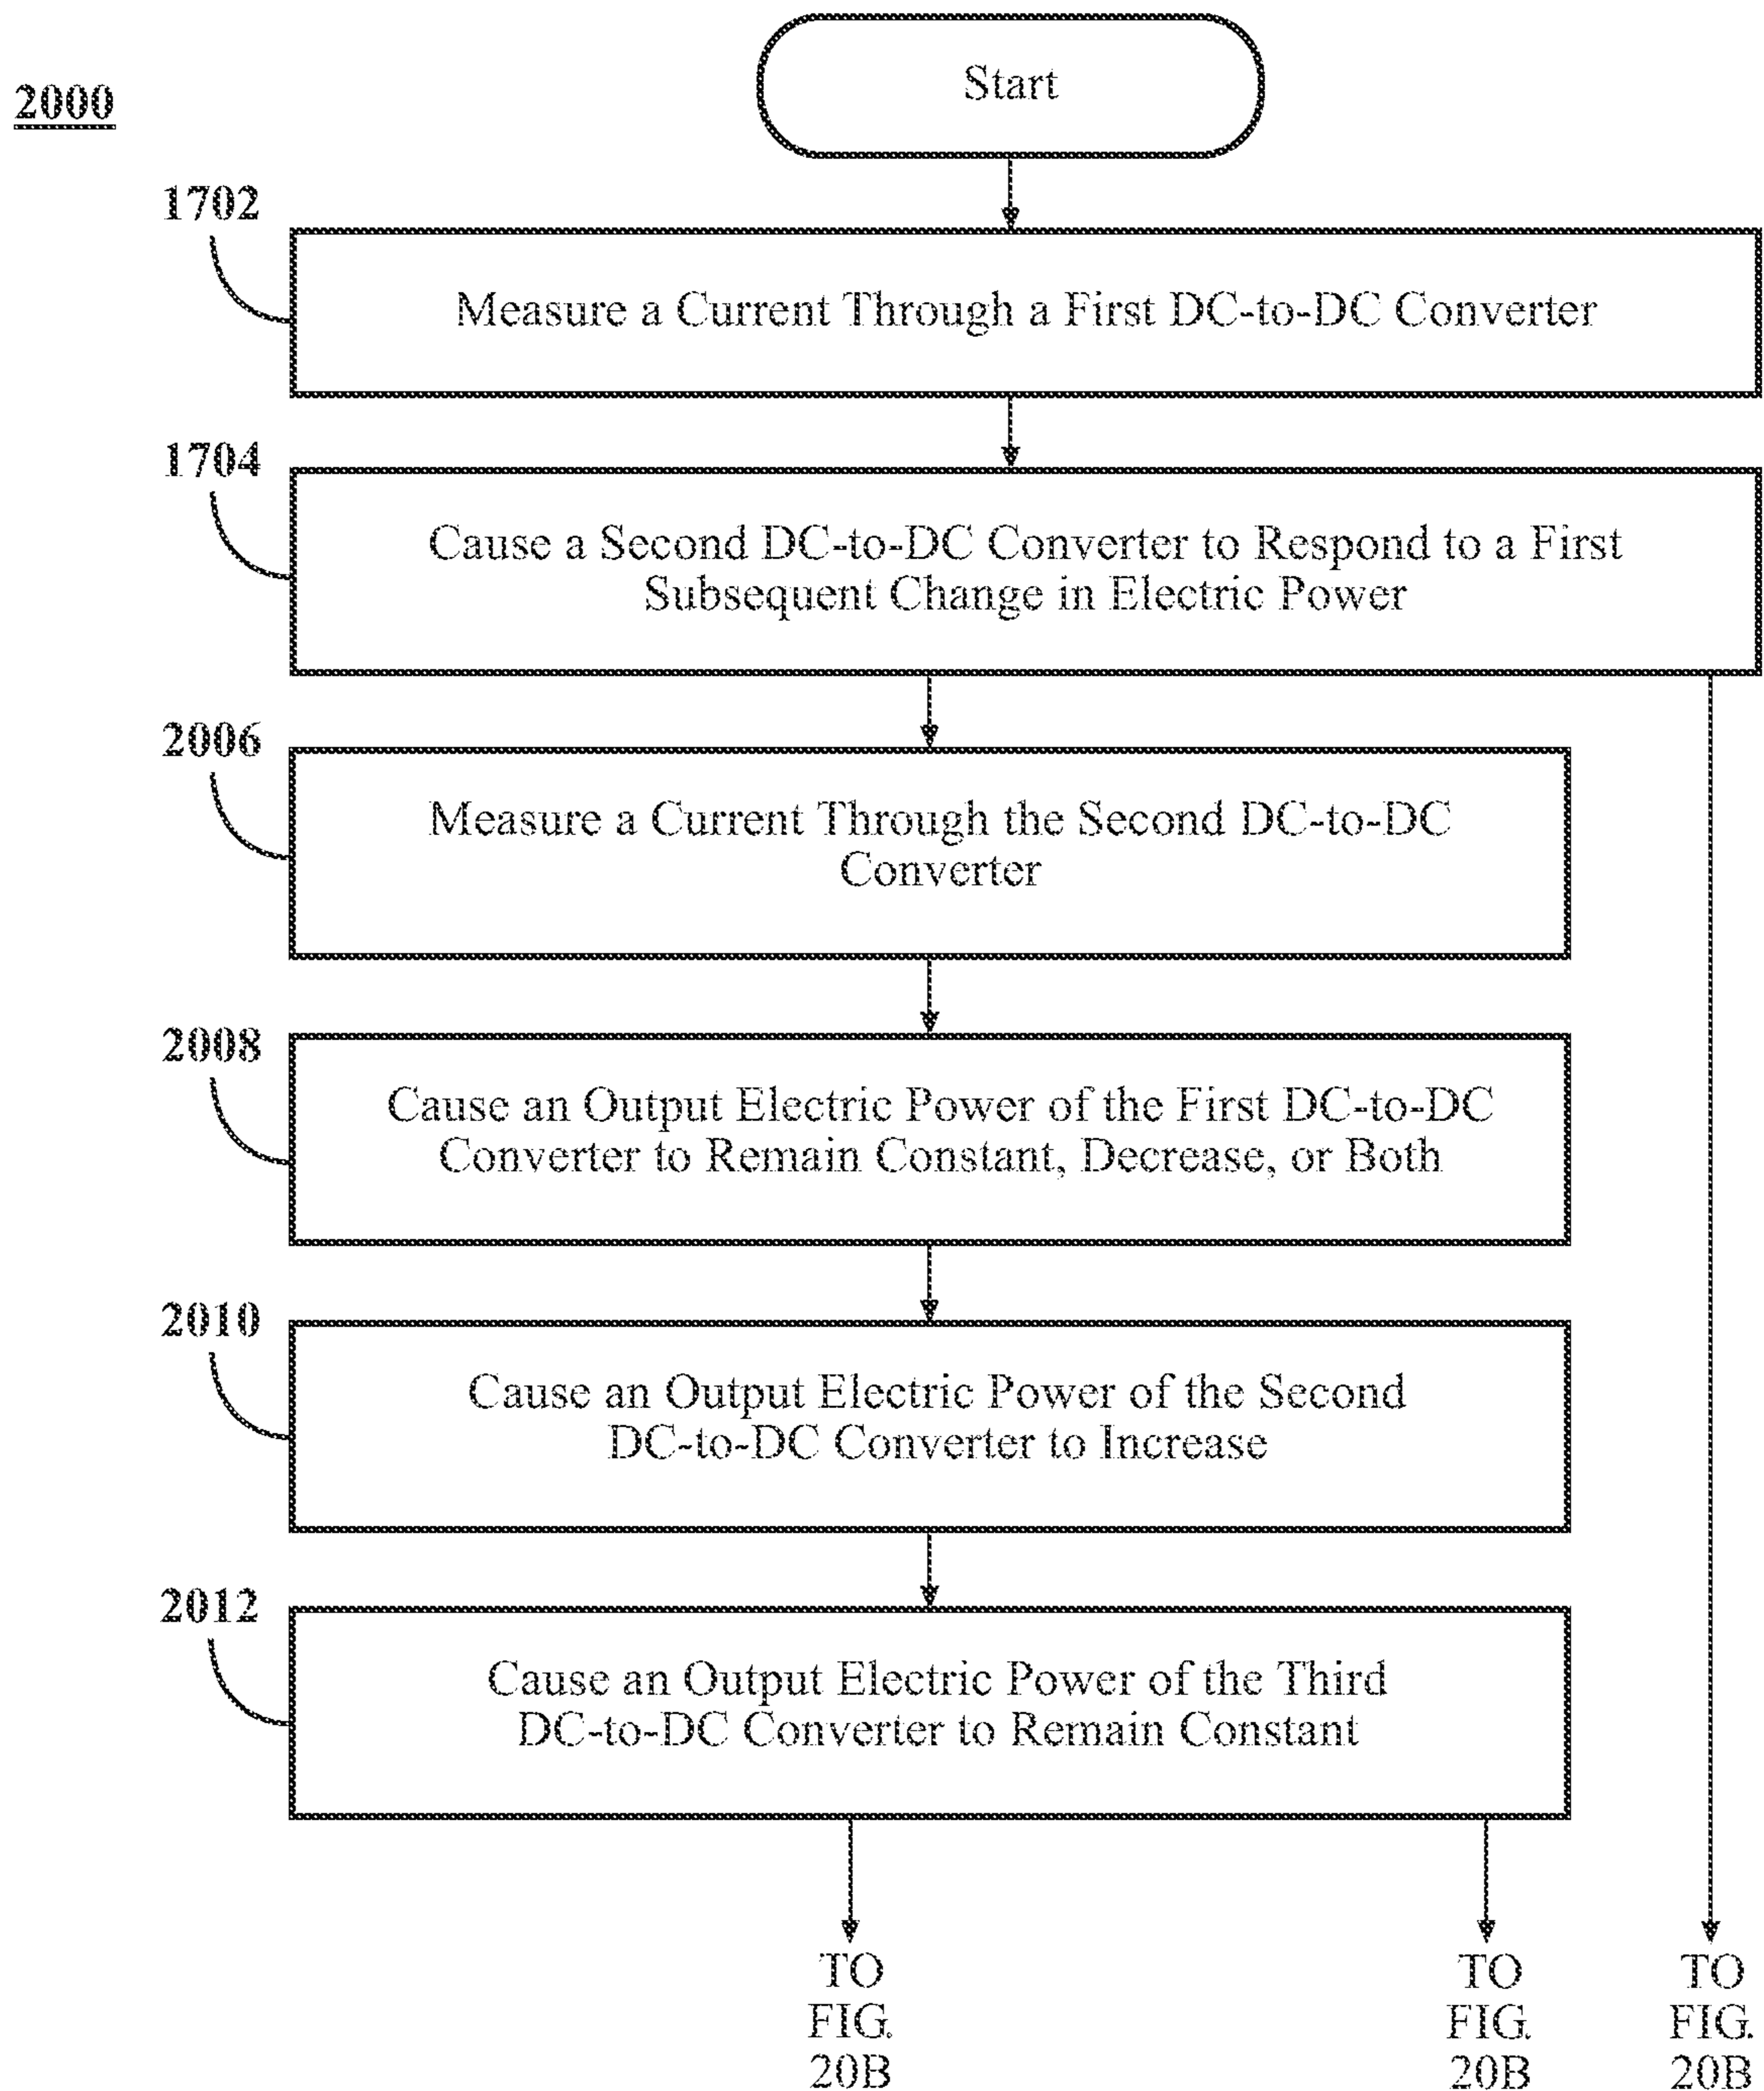 2000
Start
1702
Measure a Current Through a First DC-to-DC Converter
1704
Cause a Second DC-to-DC Converter to Respond to a First
Subsequent Change in Electric Power
2006
Measure a Current Through the Second DC-to-DC
Converter
2008
Cause an Output Electric Power of the First DC-to-DC
Converter to Remain Constant, Decrease, or Both
2010
Cause an Output Electric Power of the Second
DC-to-DC Converter to Increase
2012
Cause an Output Electric Power of the Third
DC-to-DC Converter to Remain Constant
TO
FIG.
20B
TO
FIG.
20B
TO
FIG.
20B